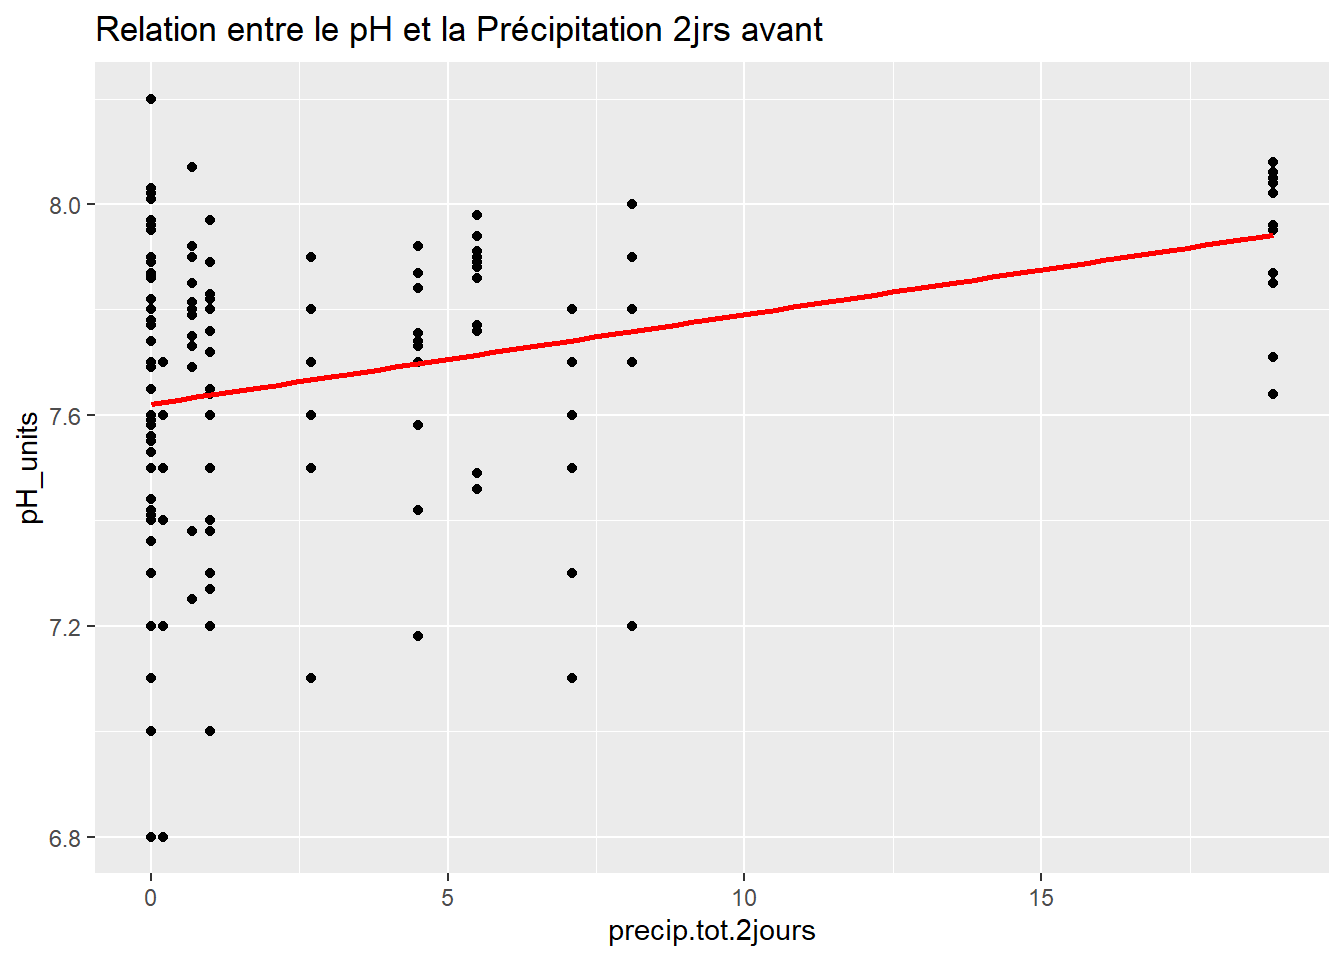 Relation entre le pH et la Précipitation 2jrs avant
pH_units
8.0
7.6
7.2
6.8
0
5
10
15
precip.tot.2jours